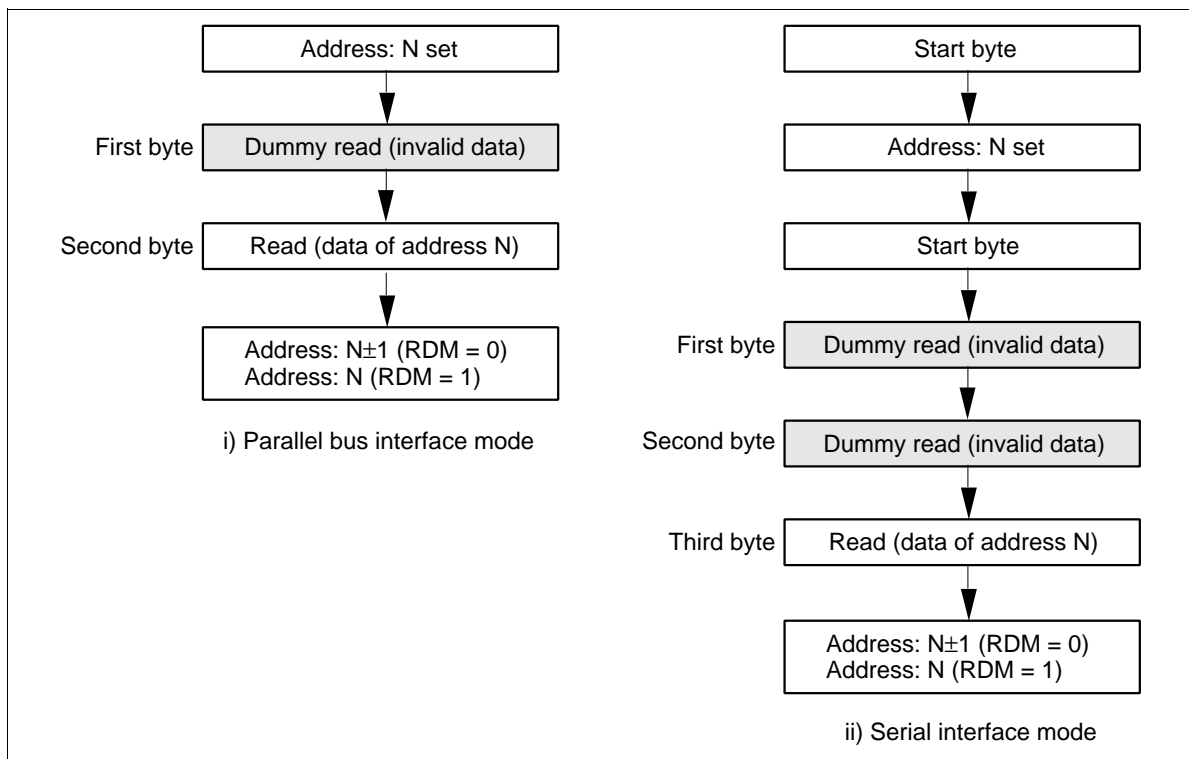 Address: N set
First byte
Dummy read (invalid data)
Second byte
Read (data of address N)
Address: N±1 (RDM = 0)
Address: N (RDM = 1)
i) Parallel bus interface mode
Start byte
Address: N set
Start byte
First byte
Dummy read (invalid data)
Second byte
Dummy read (invalid data)
Third byte
Read (data of address N)
Address: N±1 (RDM = 0)
Address: N (RDM = 1)
ii) Serial interface mode